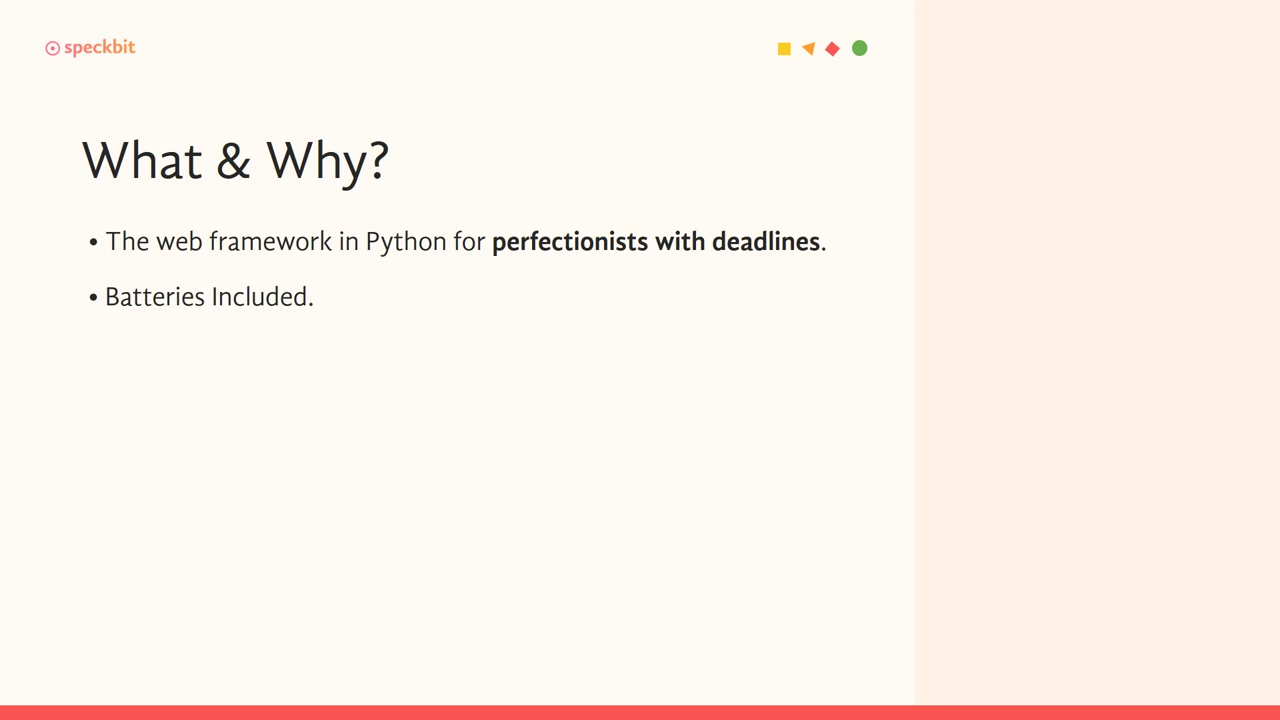 speckbit
What & Why?
• The web framework in Python for perfectionists with deadlines.
• Batteries Included.